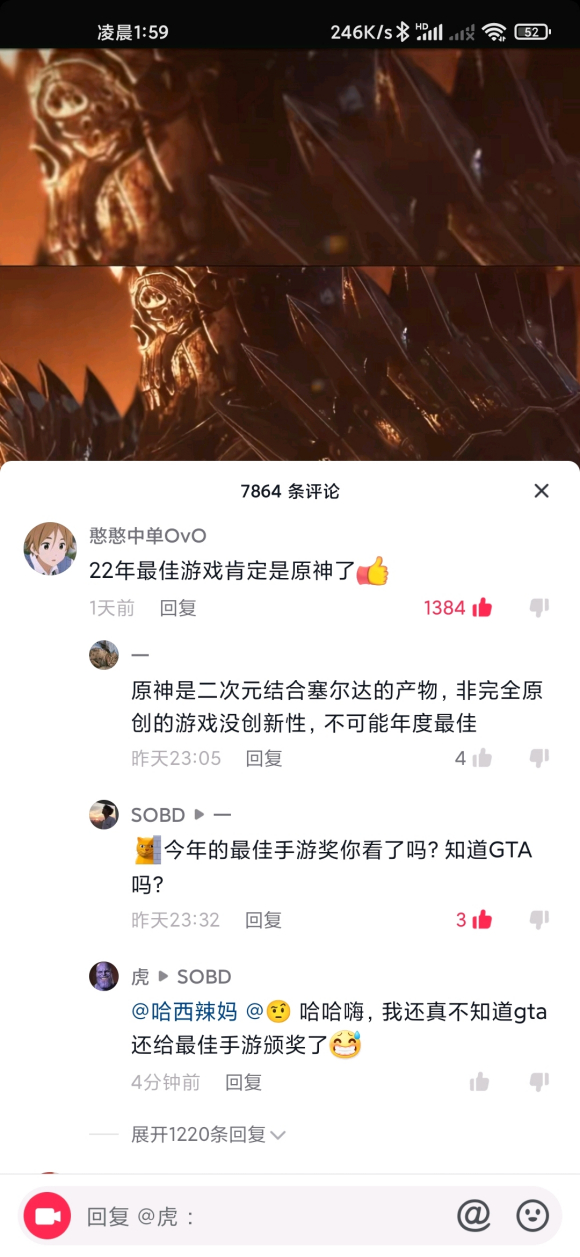 凌晨1:59
246K/s
HD
52
7864 条评论
憨憨中单OvO
22年最佳游戏肯定是原神了👍
1天前 回复
1384
一
原神是二次元结合塞尔达的产物，非完全原
创的游戏没创新性，不可能年度最佳
昨天23:05 回复
4
SOBD ▶ 一
今年的最佳手游奖你看了吗? 知道GTA
吗?
昨天23:32 回复
3
虎 ▶ SOBD
@哈西辣妈 @🤨 哈哈嗨，我还真不知道gta
还给最佳手游颁奖了😅
4分钟前 回复
展开1220条回复
回复 @虎 :
@